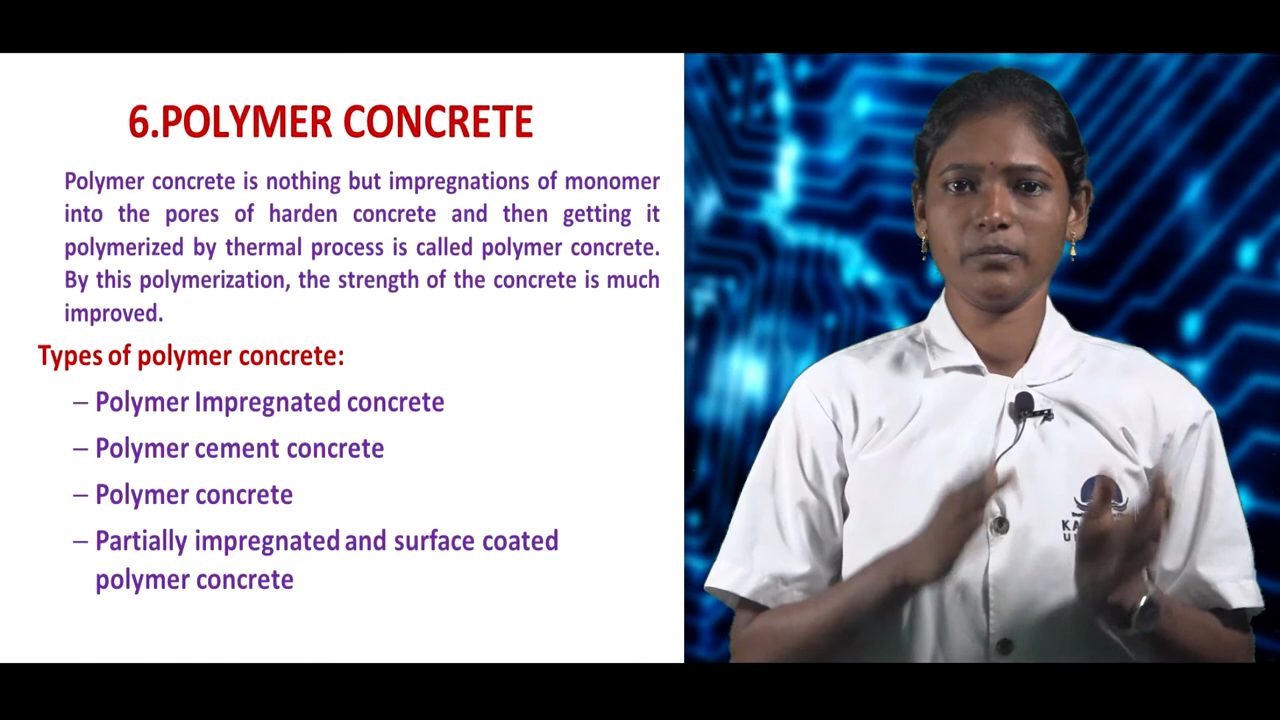 6.POLYMER CONCRETE
Polymer concrete is nothing but impregnations of monomer
into the pores of harden concrete and then getting it
polymerized by thermal process is called polymer concrete.
By this polymerization, the strength of the concrete is much
improved.
Types of polymer concrete:
– Polymer Impregnated concrete
– Polymer cement concrete
– Polymer concrete
– Partially impregnated and surface coated
polymer concrete